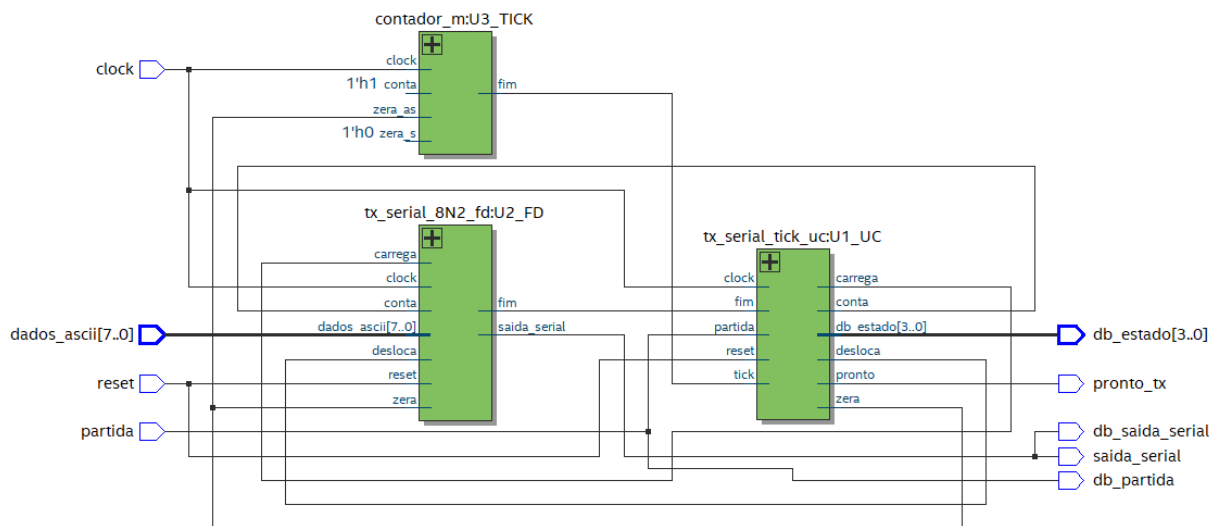 contador_m:U3_TICK
clock
clock
1'h1 conta
fim
zera_as
1'h0 zera_s
tx_serial_8N2_fd:U2_FD
tx_serial_tick_uc:U1_UC
carrega
clock
conta
fim
dados_ascii[7..0]
saida_serial
desloca
reset
zera
clock
carrega
fim
conta
partida
db_estado[3..0]
reset
desloca
tick
pronto
zera
dados_ascii[7..0]
reset
partida
db_estado[3..0]
pronto_tx
db_saida_serial
saida_serial
db_partida